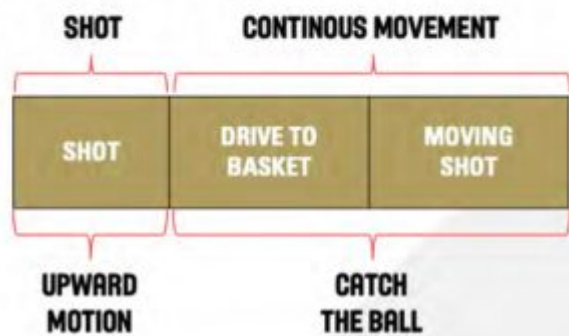 SHOT CONTINOUS MOVEMENT
SHOT
DRIVE TO
BASKET
MOVING
SHOT
UPWARD
MOTION
CATCH
THE BALL